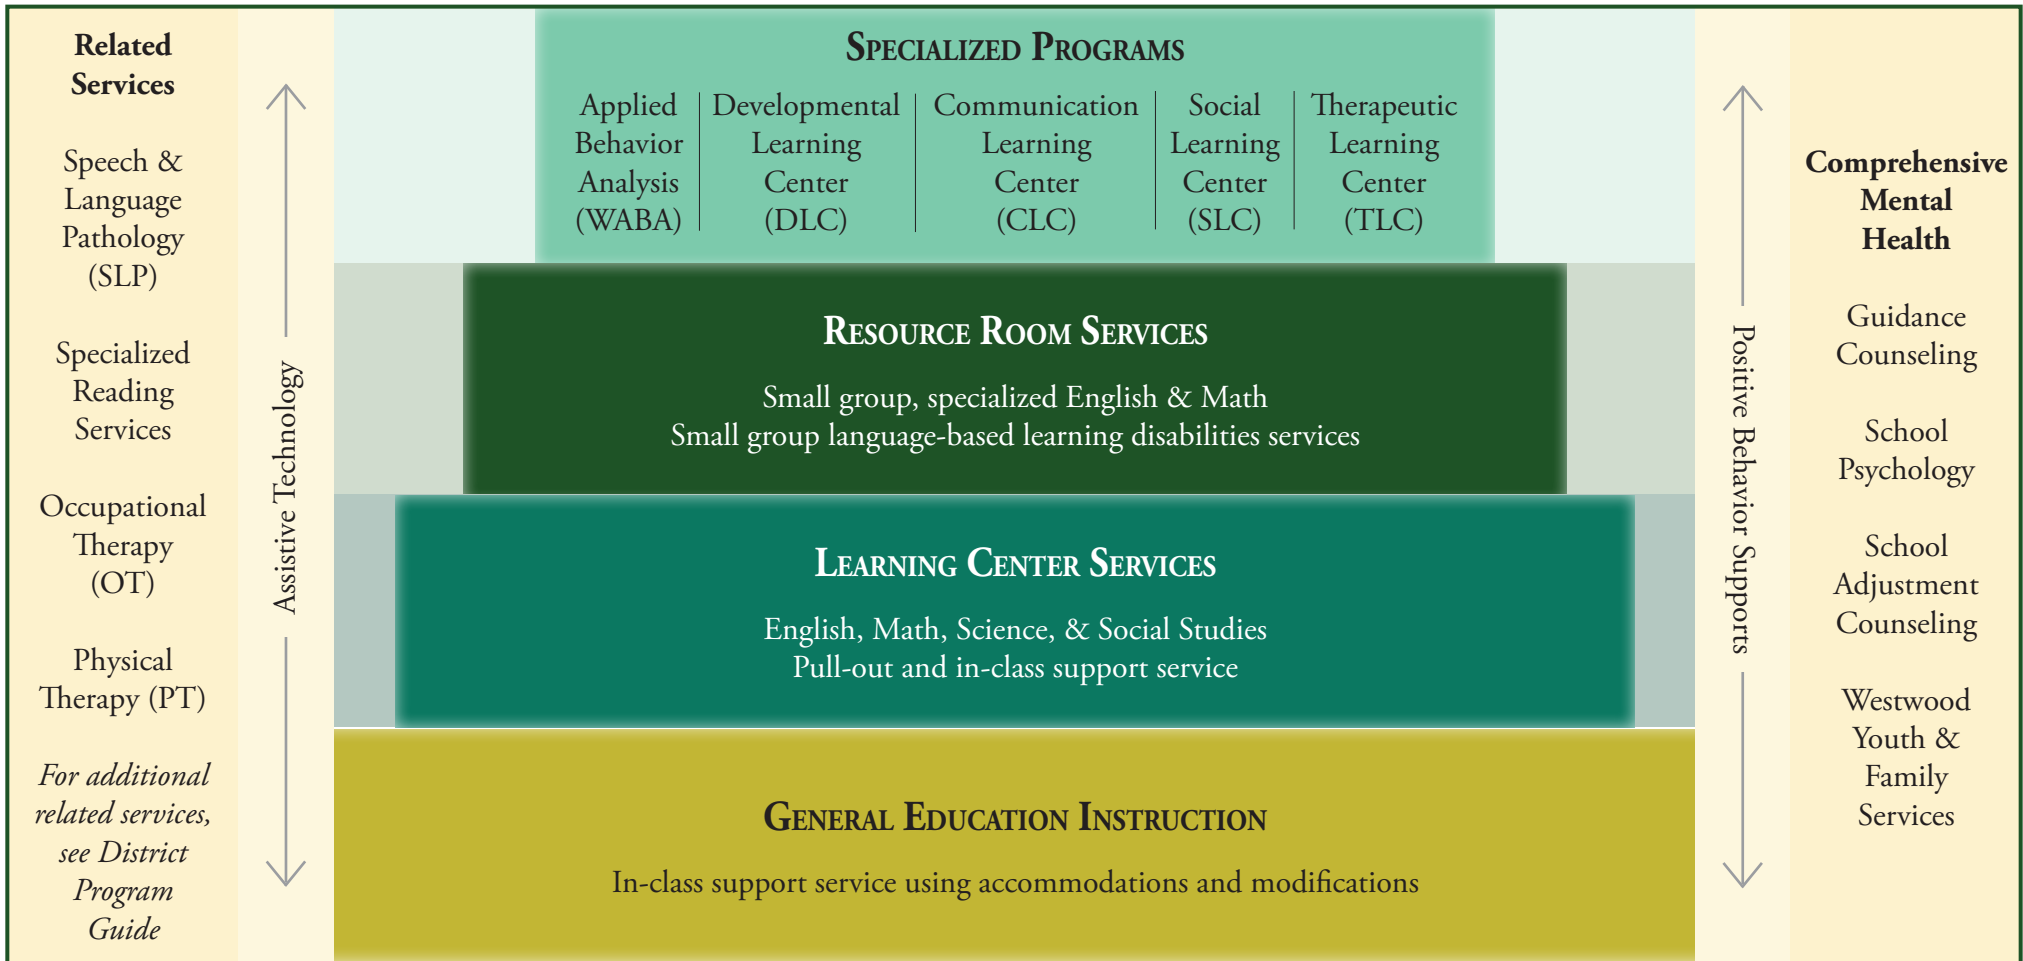 Related
Services
Speech &
Language
Pathology
(SLP)
Specialized
Reading
Services
Occupational
Therapy
(OT)
Physical
Therapy (PT)
For additional
related services,
see District
Program
Guide
Assistive Technology
SPECIALIZED PROGRAMS
Applied
Behavior
Analysis
(WABA)
Developmental
Learning
Center
(DLC)
Communication
Learning
Center
(CLC)
Social
Learning
Center
(SLC)
Therapeutic
Learning
Center
(TLC)
RESOURCE ROOM SERVICES
Small group, specialized English & Math
Small group language-based learning disabilities services
LEARNING CENTER SERVICES
English, Math, Science, & Social Studies
Pull-out and in-class support service
GENERAL EDUCATION INSTRUCTION
In-class support service using accommodations and modifications
Positive Behavior Supports
Comprehensive
Mental
Health
Guidance
Counseling
School
Psychology
School
Adjustment
Counseling
Westwood
Youth &
Family
Services